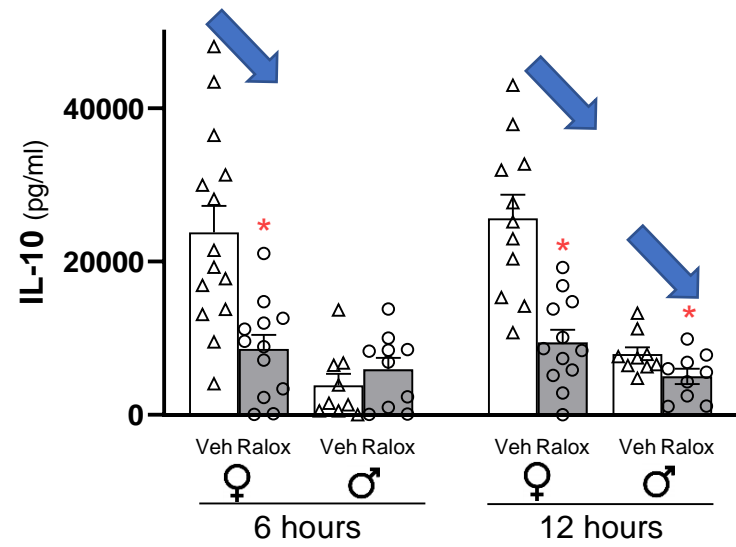 IL-10 (pg/ml)
40000
20000
0
*
*
*
Veh Ralox Veh Ralox Veh Ralox Veh Ralox
♀ ♂ ♀ ♂
6 hours 12 hours